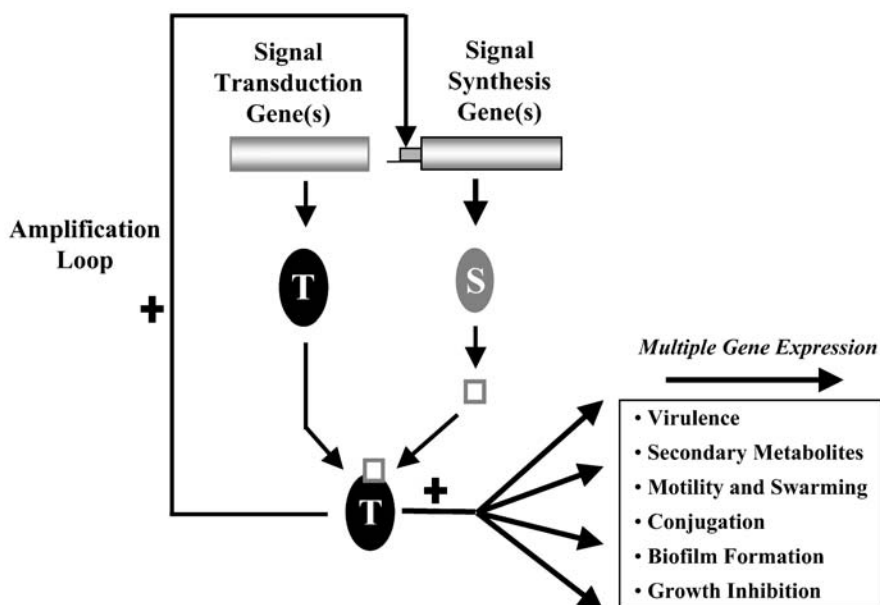 Signal
Transduction
Gene(s)
Signal
Synthesis
Gene(s)
Amplification
Loop
+
T
S
T
+
Multiple Gene Expression
• Virulence
• Secondary Metabolites
• Motility and Swarming
• Conjugation
• Biofilm Formation
• Growth Inhibition